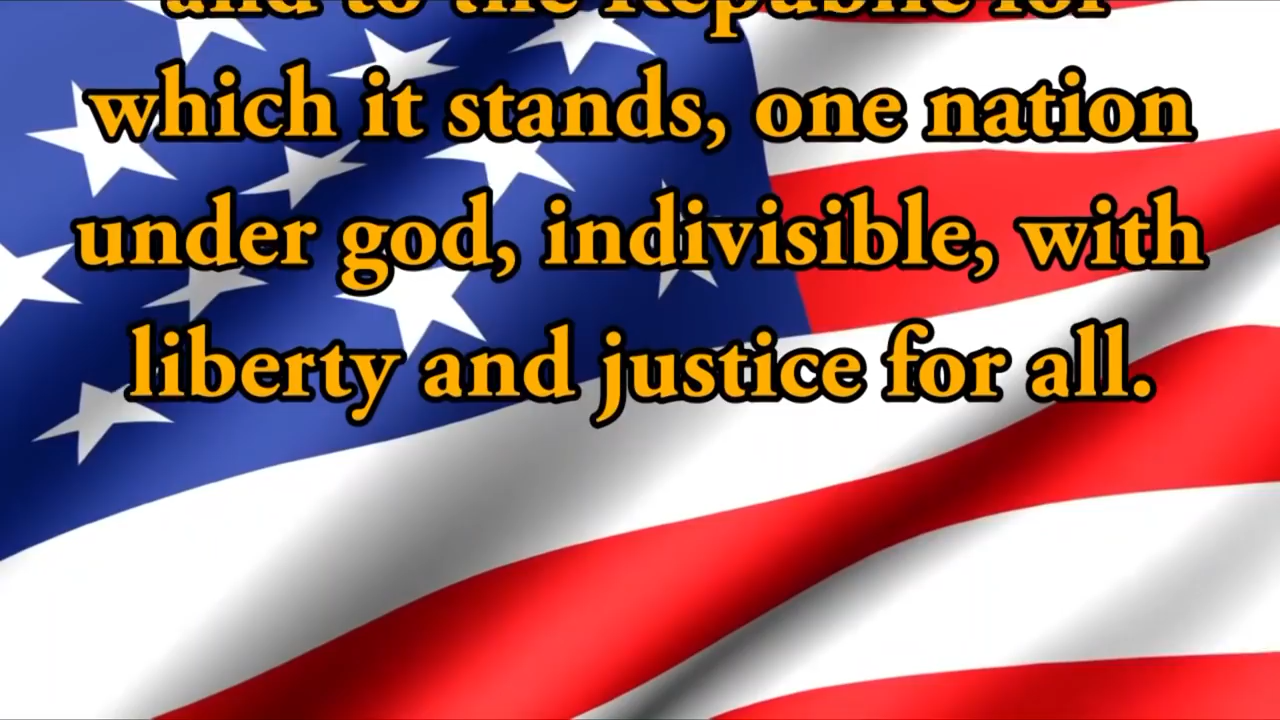 and to the Republic for
which it stands, one nation
under god, indivisible, with
liberty and justice for all.